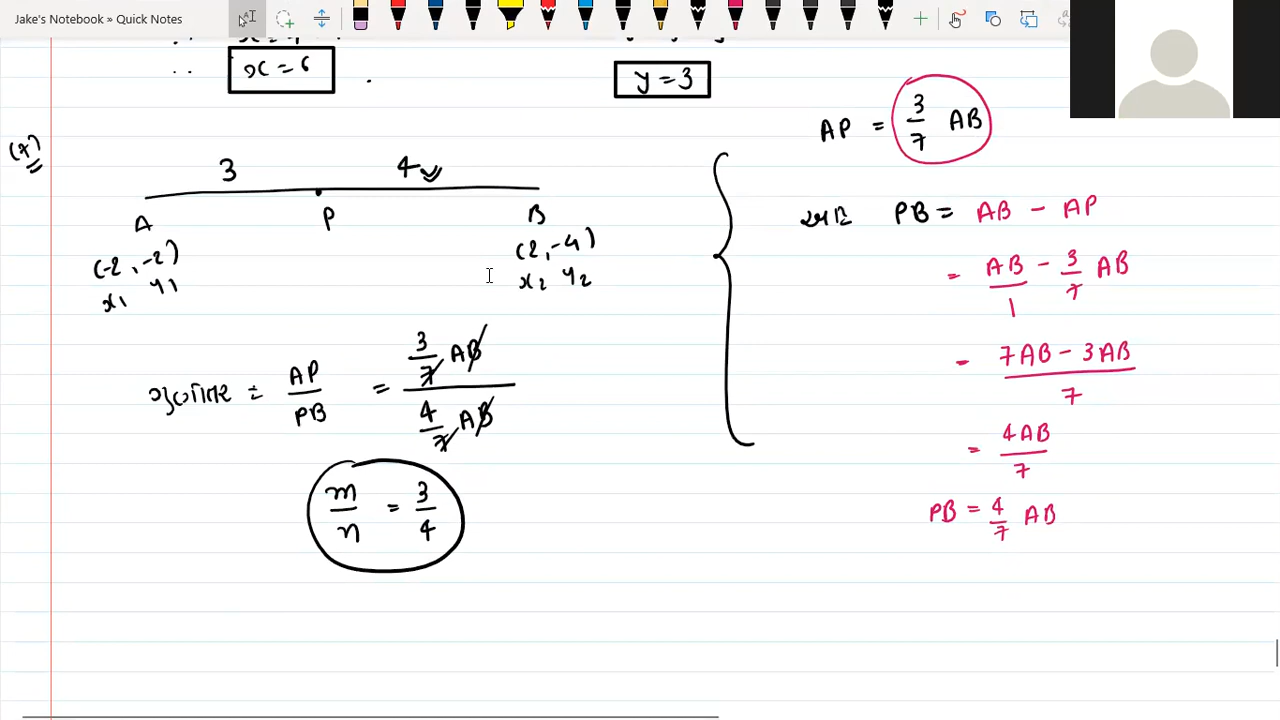 Jake's Notebook » Quick Notes
x = 6
y = 3
(7)
3 4
A P B
(-2, -2) (2, -4)
x₁ y₁ x₂ y₂
= AP/PB = (3/7 AB)/(4/7 AB)
m/n = 3/4
AP = 3/7 AB
PB = AB - AP
= AB/1 - 3/7 AB
= (7AB - 3AB)/7
= 4AB/7
PB = 4/7 AB